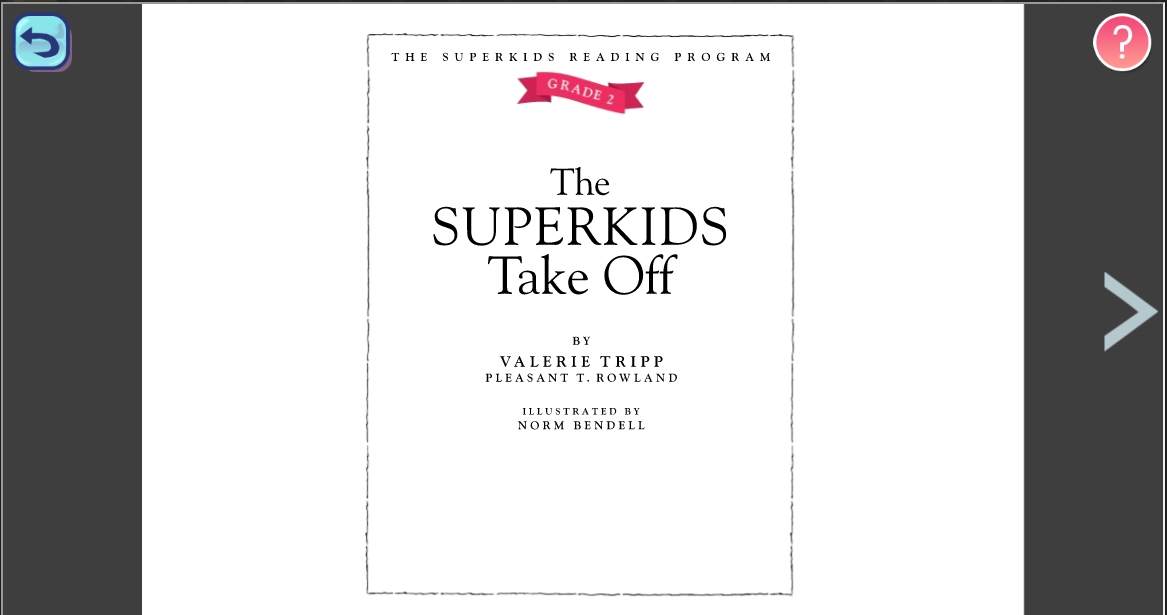 THE SUPERKIDS READING PROGRAM
GRADE 2
The
SUPERKIDS
Take Off
BY
VALERIE TRIPP
PLEASANT T. ROWLAND
ILLUSTRATED BY
NORM BENDELL
?